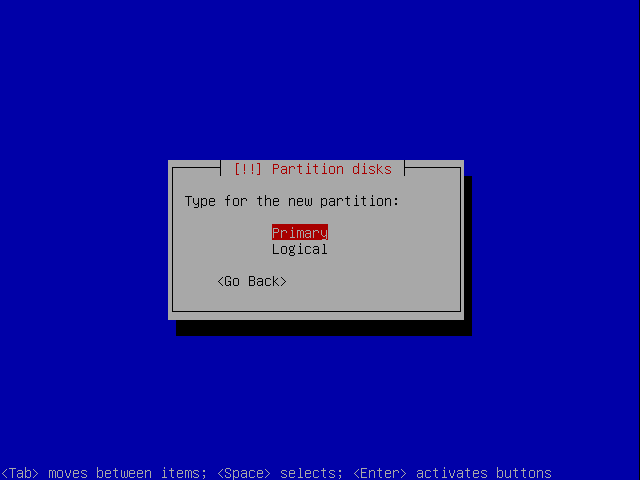 [!!] Partition disks
Type for the new partition:
Primary
Logical
<Go Back>
<Tab> moves between items; <Space> selects; <Enter> activates buttons